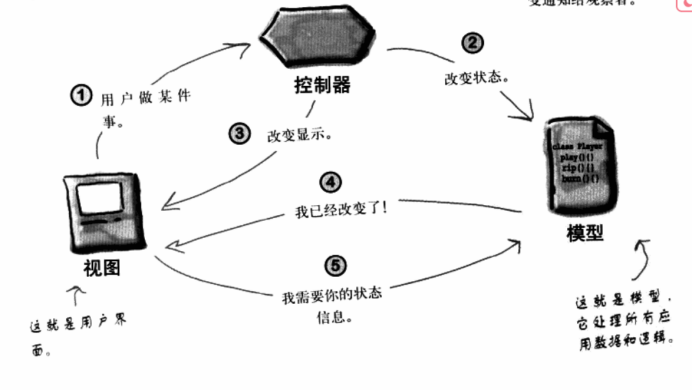 变通知给观察者。
②
改变状态。
控制器
① 用户做某件
事。
③ 改变显示。
class Player
play(){}
rip(){}
burn(){}
④
我已经改变了!
模型
视图
⑤
我需要你的状态
信息。
这就是用户界
面。
这就是模型,
它处理所有应
用数据和逻辑。